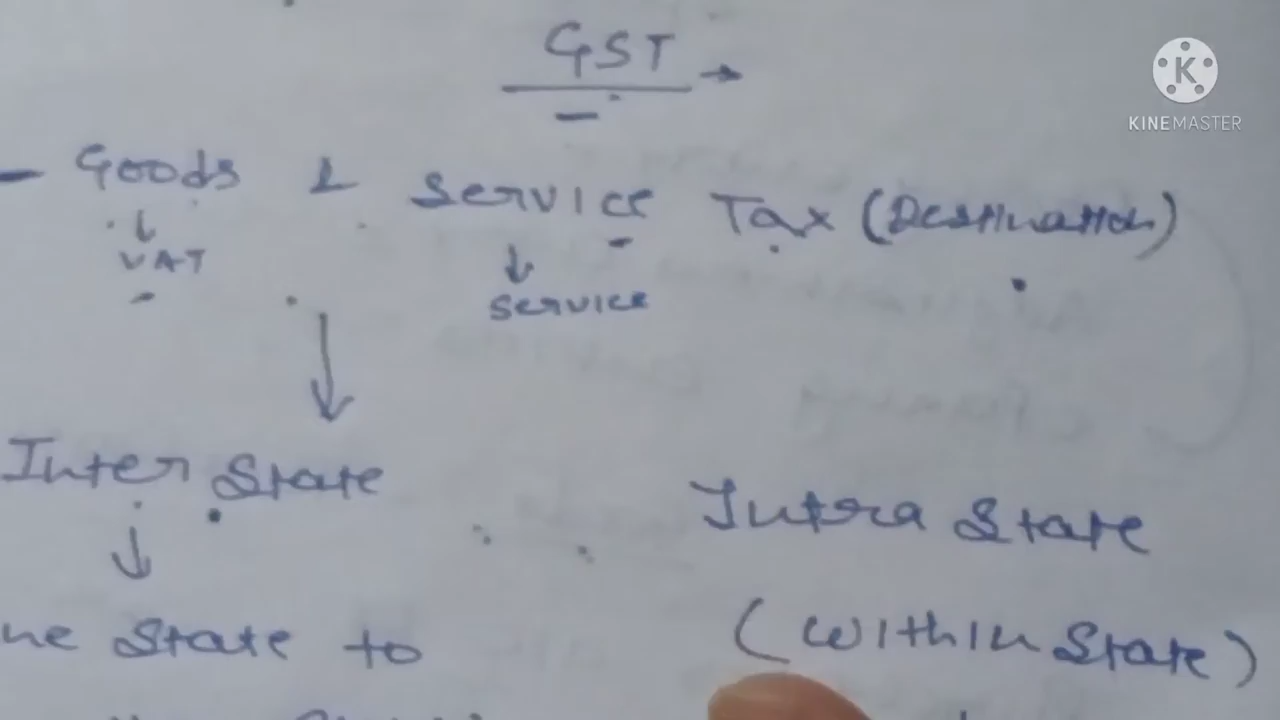 GST →
K
KINEMASTER
- Goods & Service Tax (Destination)
↓ ↓
VAT Service
↓
Inter State Intra State
↓
ne State to (Within State)